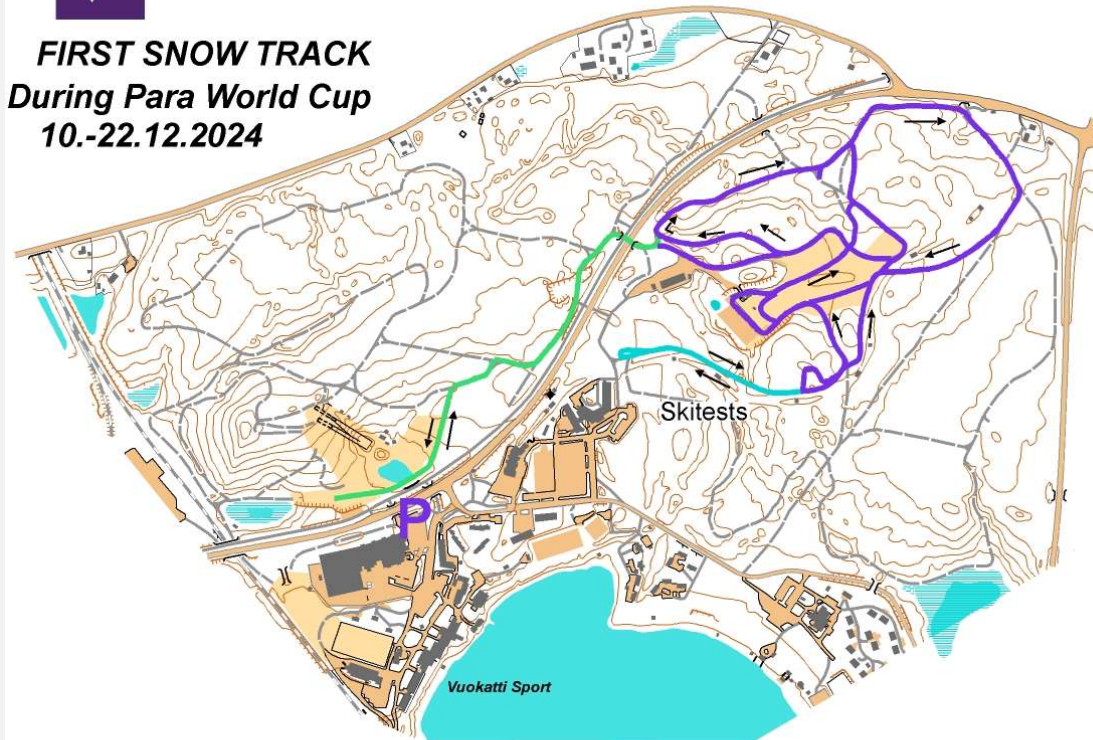 FIRST SNOW TRACK
During Para World Cup
10.-22.12.2024
Skitests
P
Vuokatti Sport